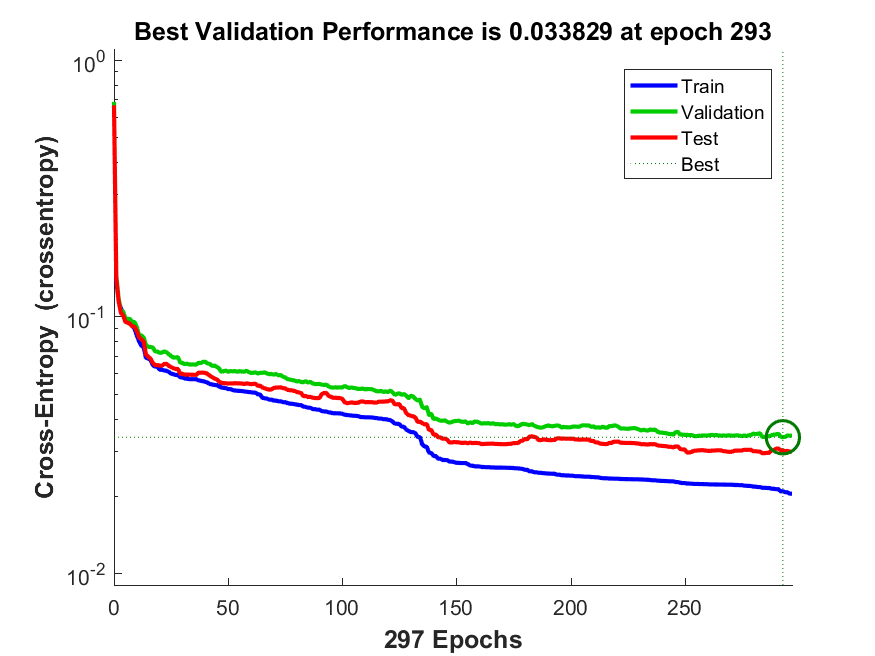 Best Validation Performance is 0.033829 at epoch 293
10^0
10^-1
10^-2
Cross-Entropy (crossentropy)
Train
Validation
Test
Best
0 50 100 150 200 250
297 Epochs